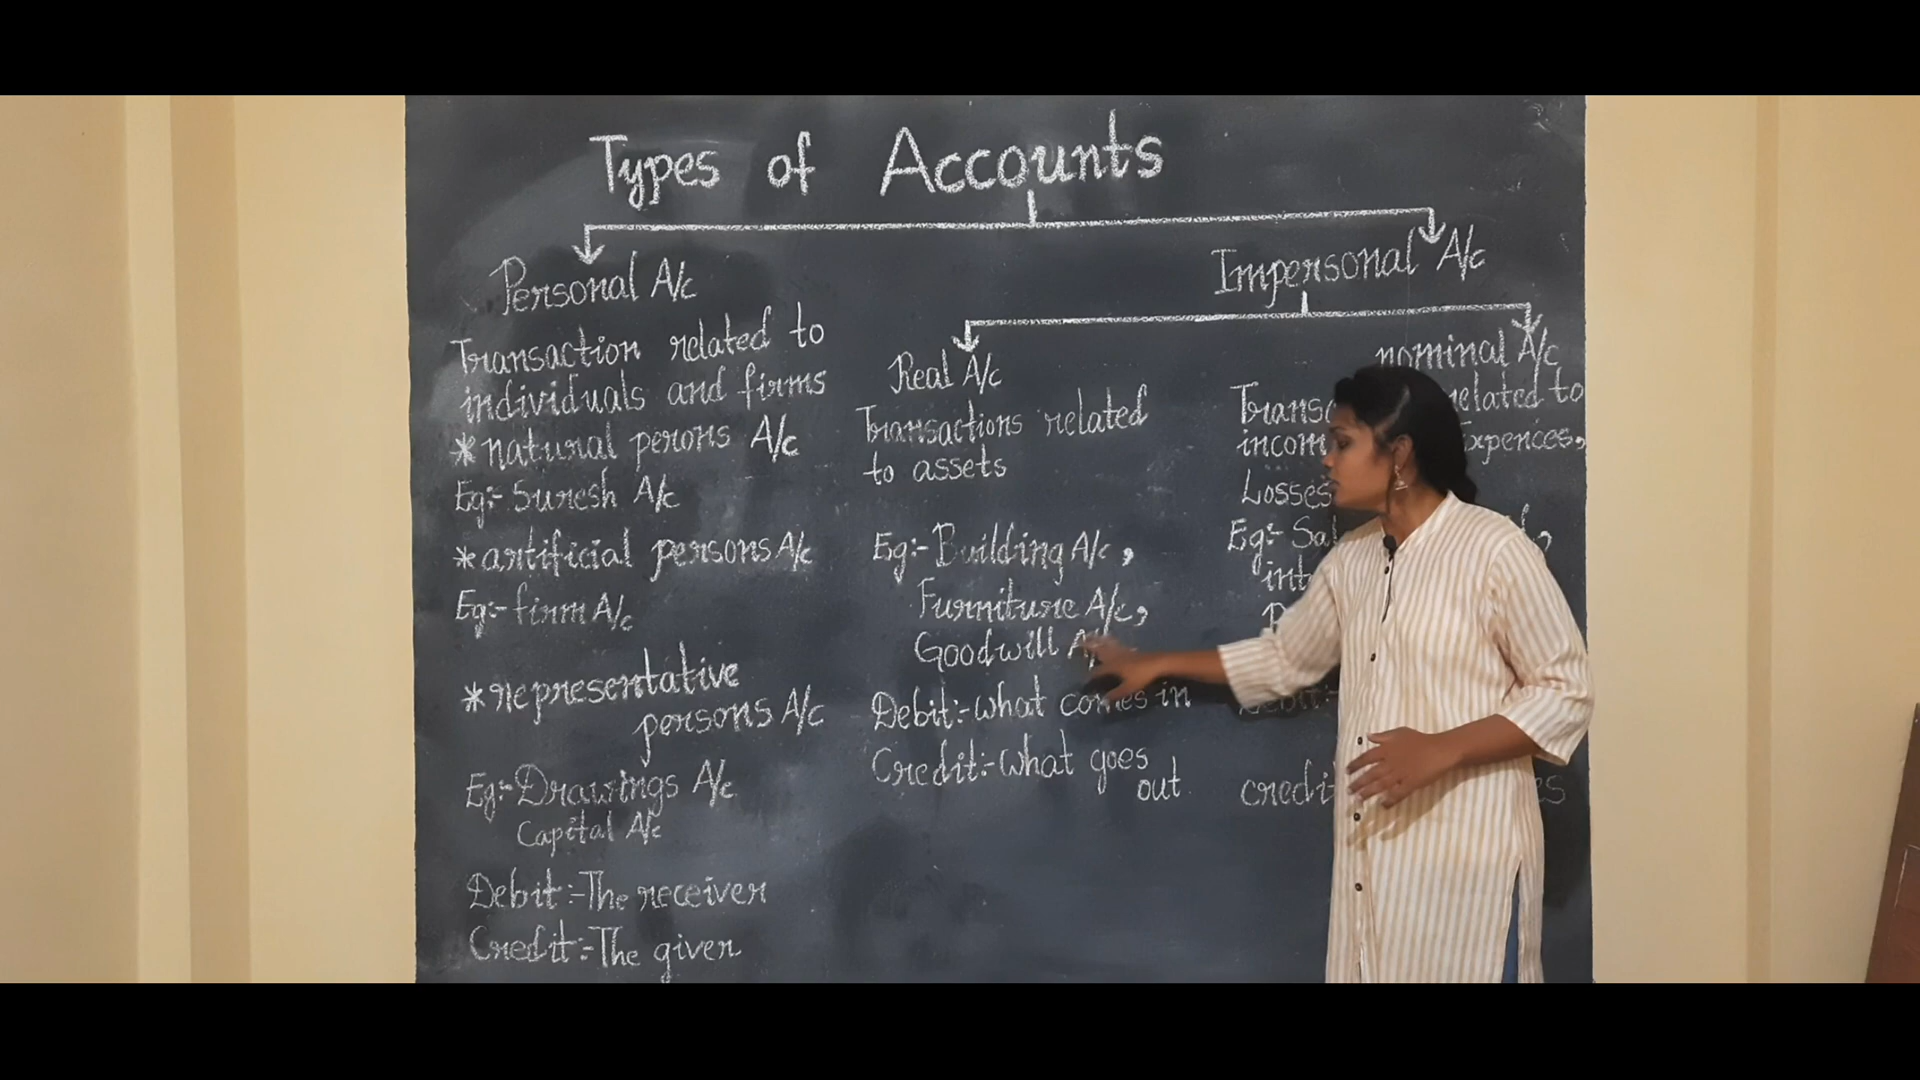 Types of Accounts
Personal A/c
Transaction related to
individuals and firms
*natural perons A/c
Eg:- Suresh A/c
*artificial persons A/c
Eg:- firm A/c
*representative
persons A/c
Eg:- Drawings A/c
Capital A/c
Debit:- The receiver
Credit:- The giver
Impersonal A/c
Real A/c
Transactions related
to assets
Eg:- Building A/c,
Furniture A/c,
Goodwill
Debit:- what comes in
Credit:- what goes
out
nominal A/c
related to
Expences,
Losses
Eg:-
Debit:-